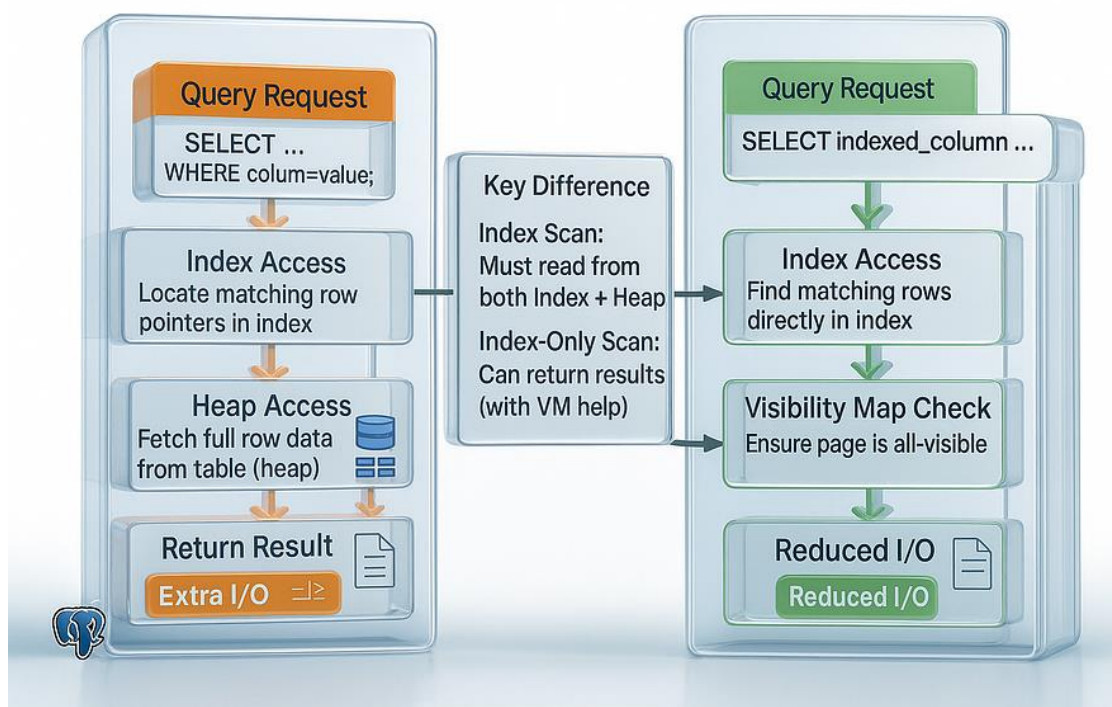 Query Request
SELECT ...
WHERE colum=value;
Index Access
Locate matching row
pointers in index
Heap Access
Fetch full row data
from table (heap)
Return Result
Extra I/O
Key Difference
Index Scan:
Must read from
both Index + Heap
Index-Only Scan:
Can return results
(with VM help)
Query Request
SELECT indexed_column ...
Index Access
Find matching rows
directly in index
Visibility Map Check
Ensure page is all-visible
Reduced I/O
Reduced I/O